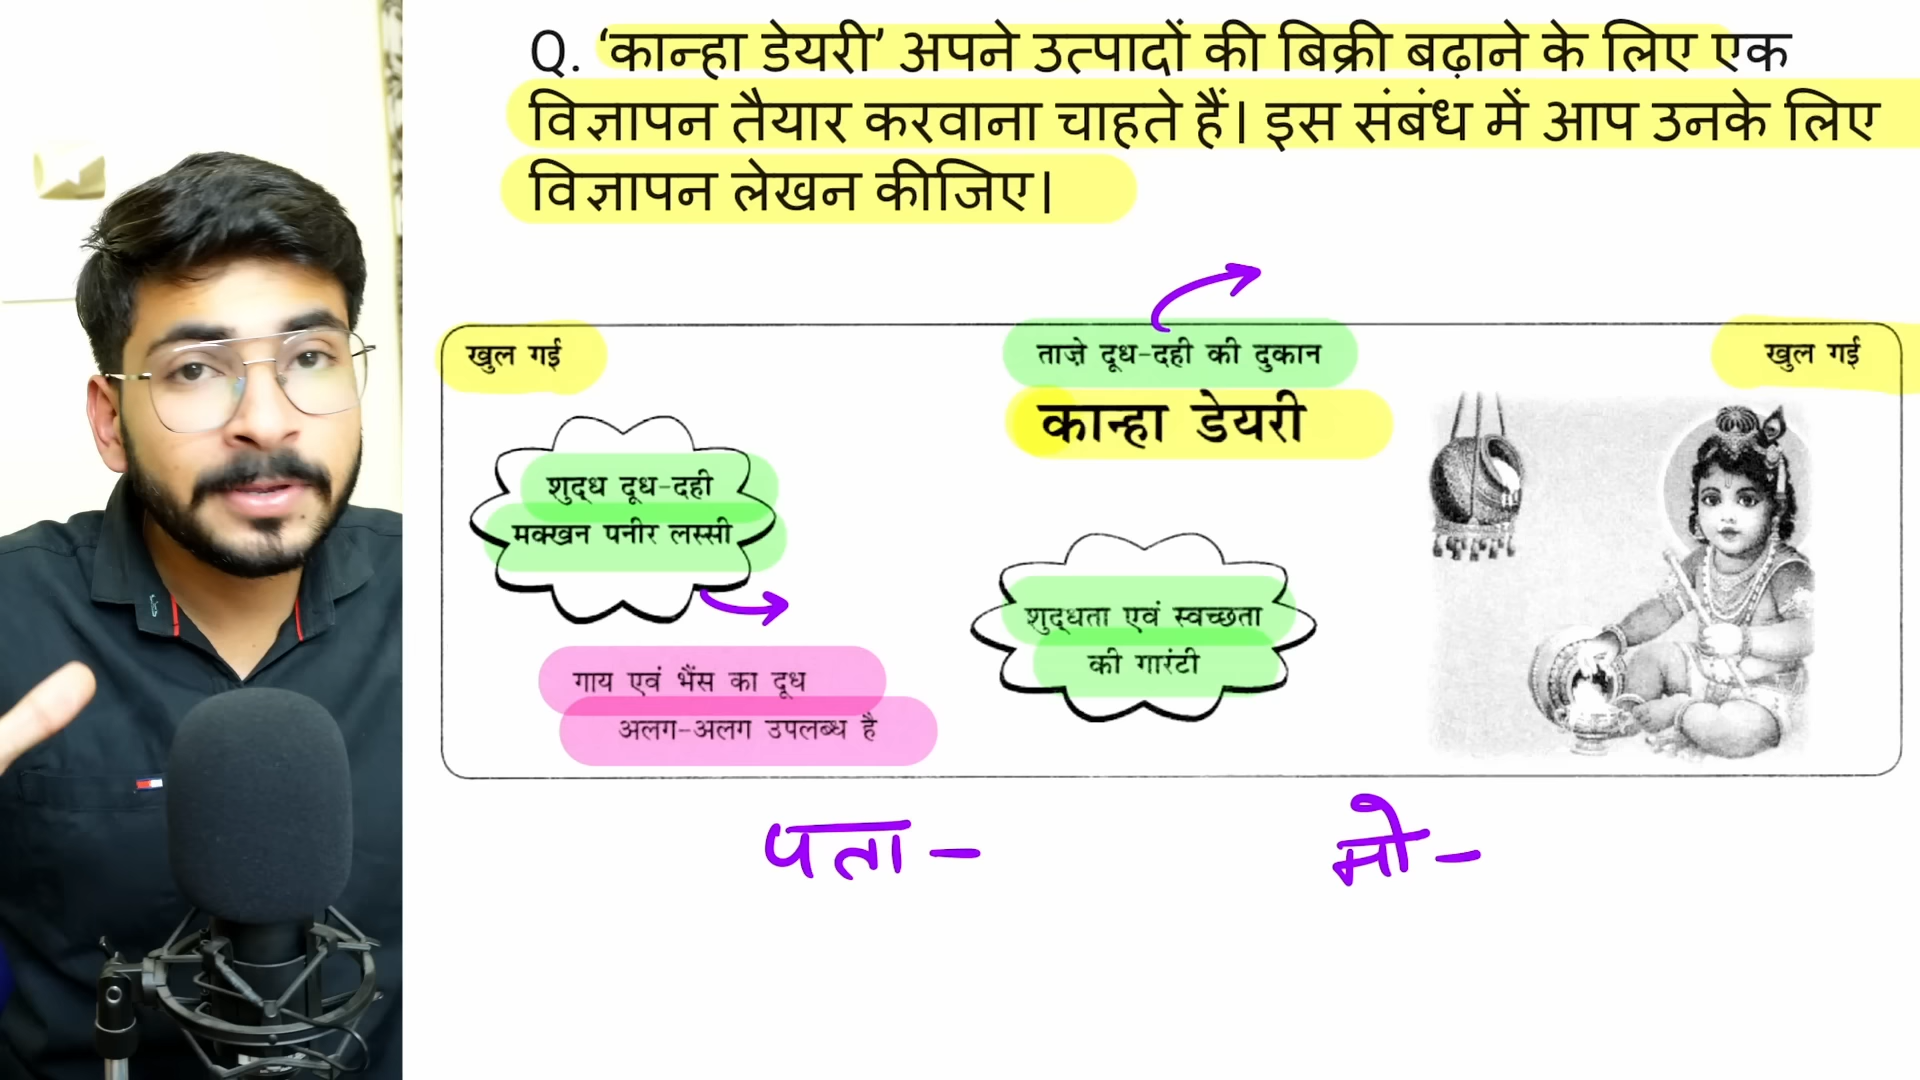 Q. ‘कान्हा डेयरी’ अपने उत्पादों की बिक्री बढ़ाने के लिए एक
विज्ञापन तैयार करवाना चाहते हैं। इस संबंध में आप उनके लिए
विज्ञापन लेखन कीजिए।
खुल गई
ताज़े दूध-दही की दुकान
खुल गई
कान्हा डेयरी
शुद्ध दूध-दही
मक्खन पनीर लस्सी
शुद्धता एवं स्वच्छता
की गारंटी
गाय एवं भैंस का दूध
अलग-अलग उपलब्ध है
पता –
मो –